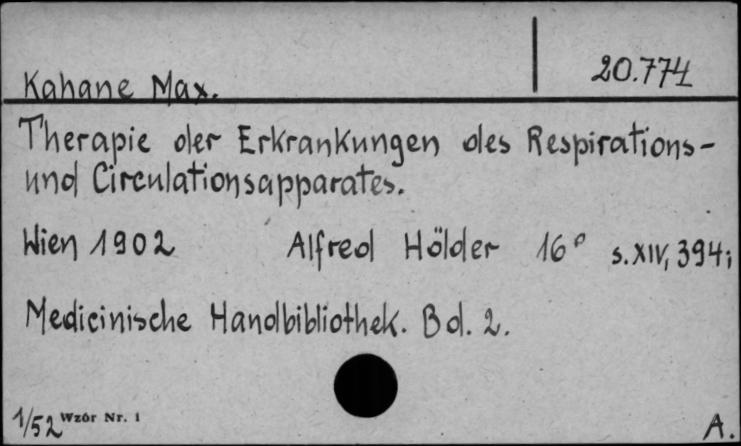 20.774
Kahane Max.
Therapie der Erkrankungen des Respirations-
und Circulationsapparates.
Wien 1902 Alfred Hölder 16° s.XIV, 394;
Medicinische Handbibliothek. Bd. 2.
1/52 Wzór Nr. 1 A.